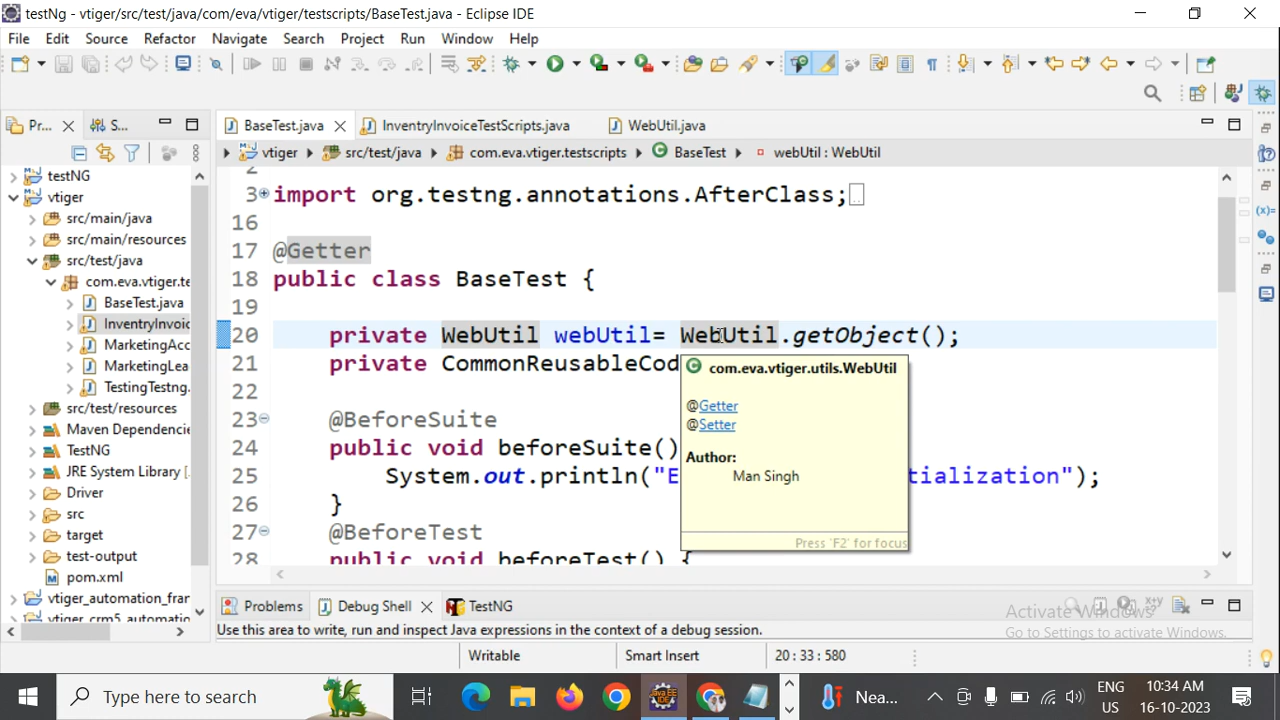 testNg - vtiger/src/test/java/com/eva/vtiger/testscripts/BaseTest.java - Eclipse IDE
File Edit Source Refactor Navigate Search Project Run Window Help
Pr... S...
BaseTest.java InventryInvoiceTestScripts.java WebUtil.java
vtiger src/test/java com.eva.vtiger.testscripts BaseTest webUtil : WebUtil
testNG
vtiger
src/main/java
src/main/resources
src/test/java
com.eva.vtiger.te
BaseTest.java
InventryInvoic
MarketingAcc
MarketingLea
TestingTestng.
src/test/resources
Maven Dependencie
TestNG
JRE System Library [
Driver
src
target
test-output
pom.xml
vtiger_automation_fran
vtiger_crm5_automation
2
3 import org.testng.annotations.AfterClass;
16
17 @Getter
18 public class BaseTest {
19
20 private WebUtil webUtil= WebUtil.getObject();
21 private CommonReusableCod
22
23 @BeforeSuite
24 public void beforeSuite()
25 System.out.println("E tialization");
26 }
27 @BeforeTest
28 public void beforeTest() {
com.eva.vtiger.utils.WebUtil
@Getter
@Setter
Author:
Man Singh
Press 'F2' for focus
Problems Debug Shell TestNG
Use this area to write, run and inspect Java expressions in the context of a debug session.
Activate Windows
Go to Settings to activate Windows.
Writable Smart Insert 20 : 33 : 580
Type here to search
Nea...
ENG
US
10:34 AM
16-10-2023